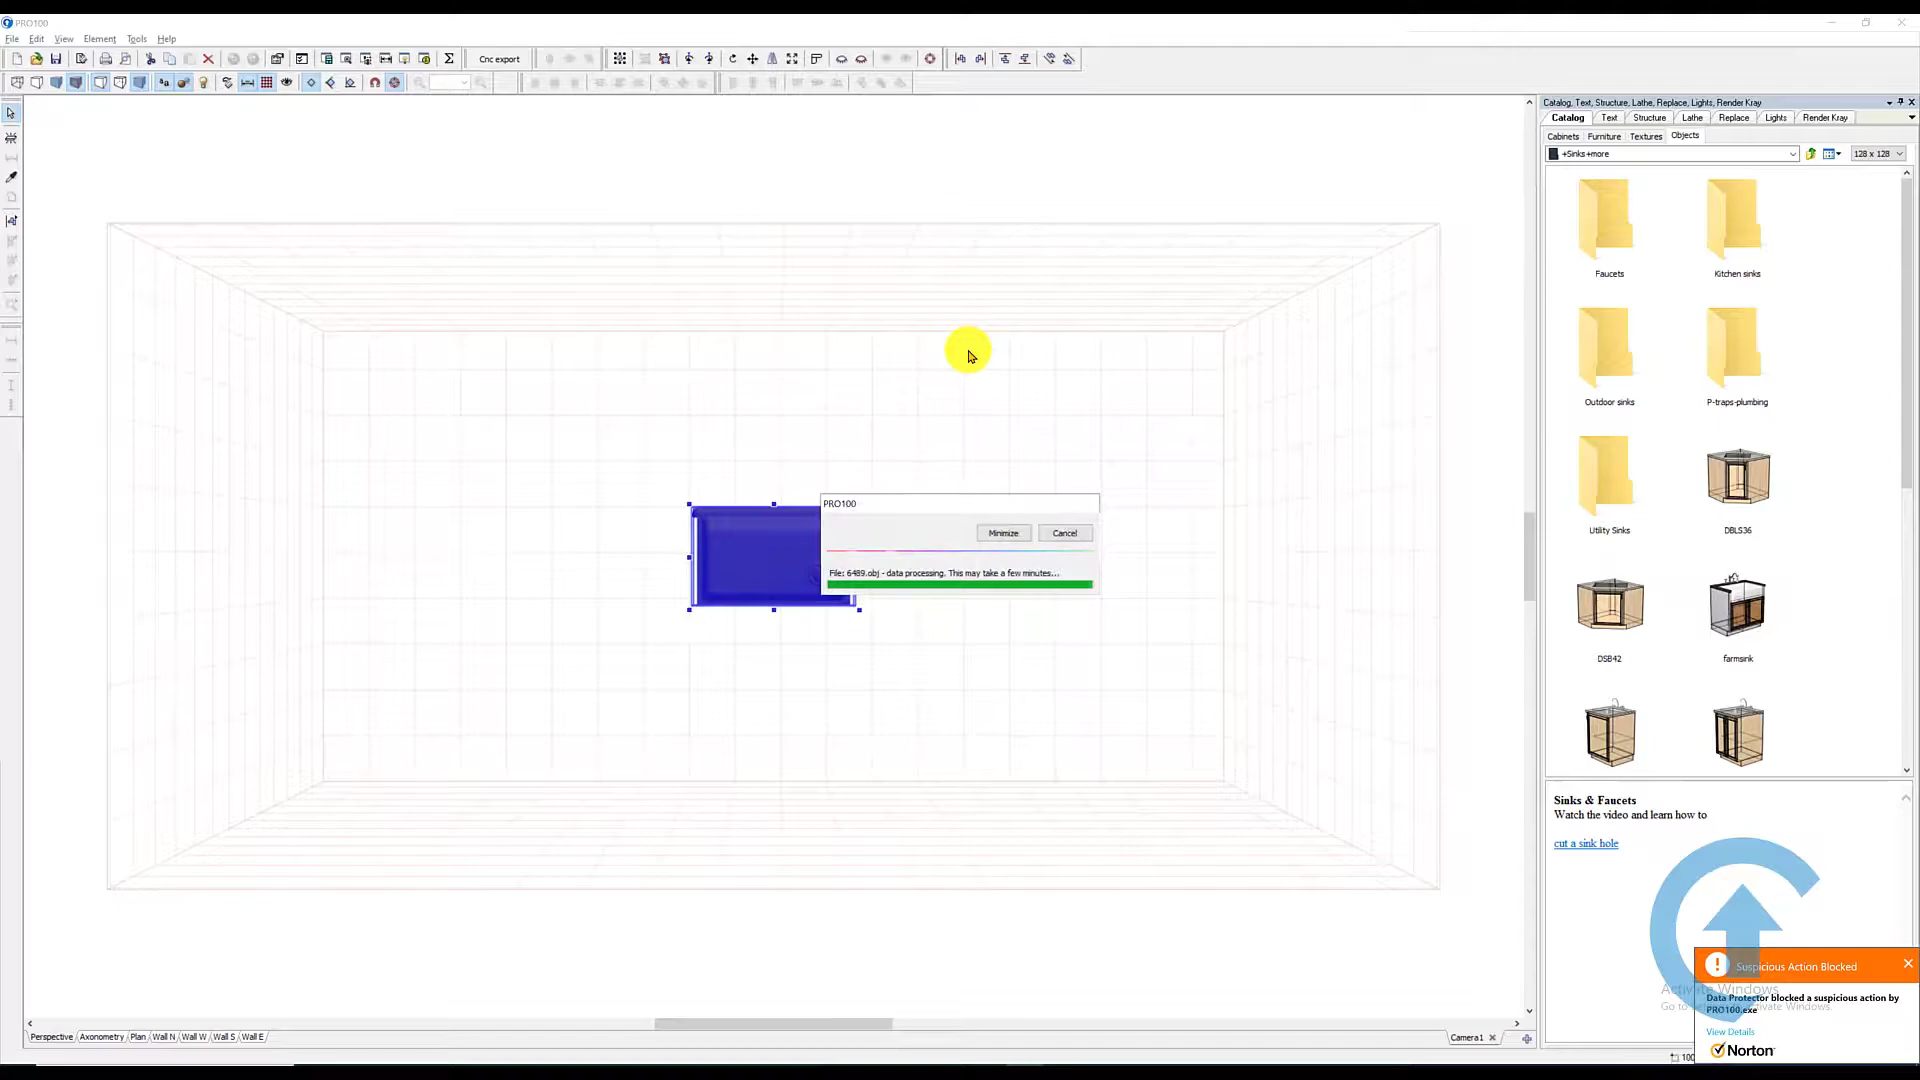 PRO100
File Edit View Element Tools Help
Cnc export
Catalog, Text, Structure, Lathe, Replace, Lights, Render Kray
Catalog Text Structure Lathe Replace Lights Render Kray
Cabinets Furniture Textures Objects
+Sinks+more 128 x 128
Faucets Kitchen sinks
Outdoor sinks P-traps-plumbing
Utility Sinks DBLS36
DSB42 farmsink
PRO100
Minimize Cancel
File: 6489.obj - data processing. This may take a few minutes...
Sinks & Faucets
Watch the video and learn how to
cut a sink hole
Suspicious Action Blocked
Activate Windows
Data Protector blocked a suspicious action by
PRO100.exe
View Details
Norton
Perspective Axonometry Plan Wall N Wall W Wall S Wall E
Camera1